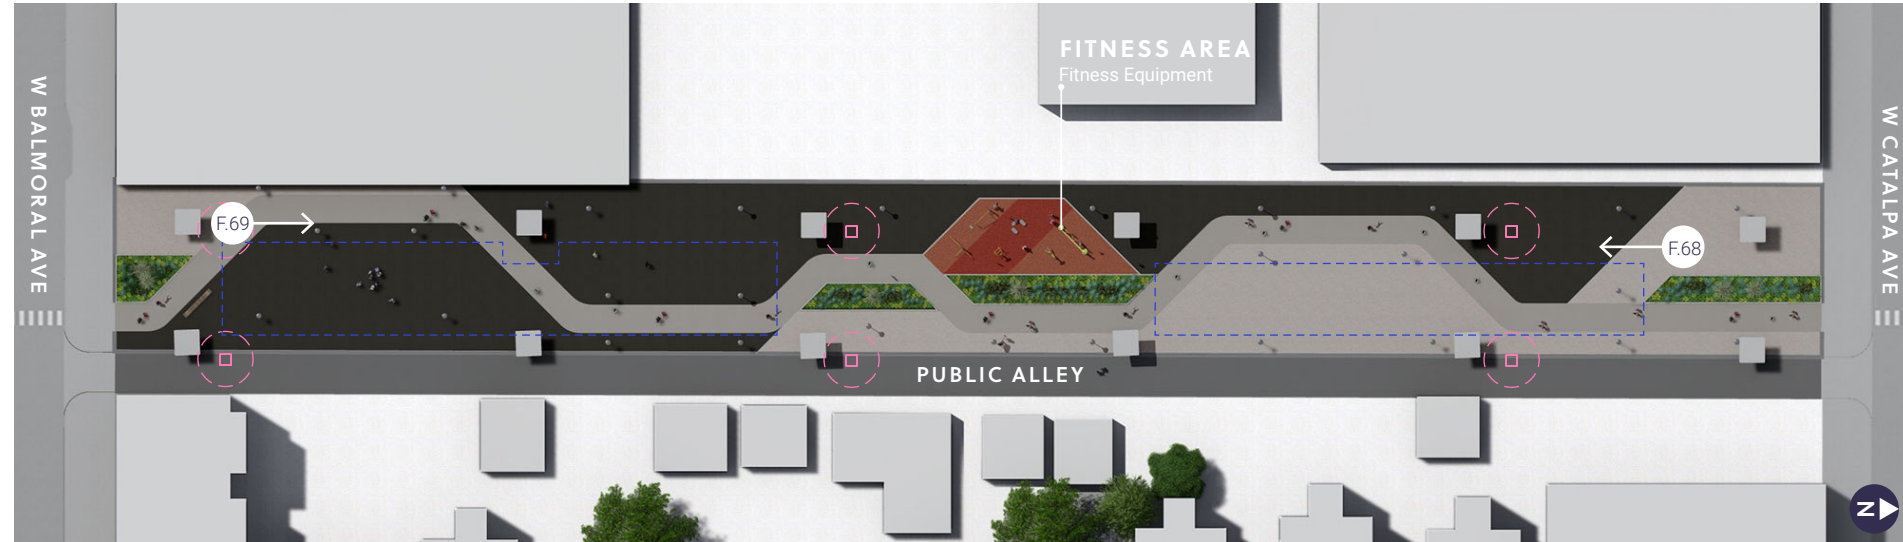 FITNESS AREA
Fitness Equipment
W BALMORAL AVE
W CATALPA AVE
F.69
F.68
PUBLIC ALLEY
N